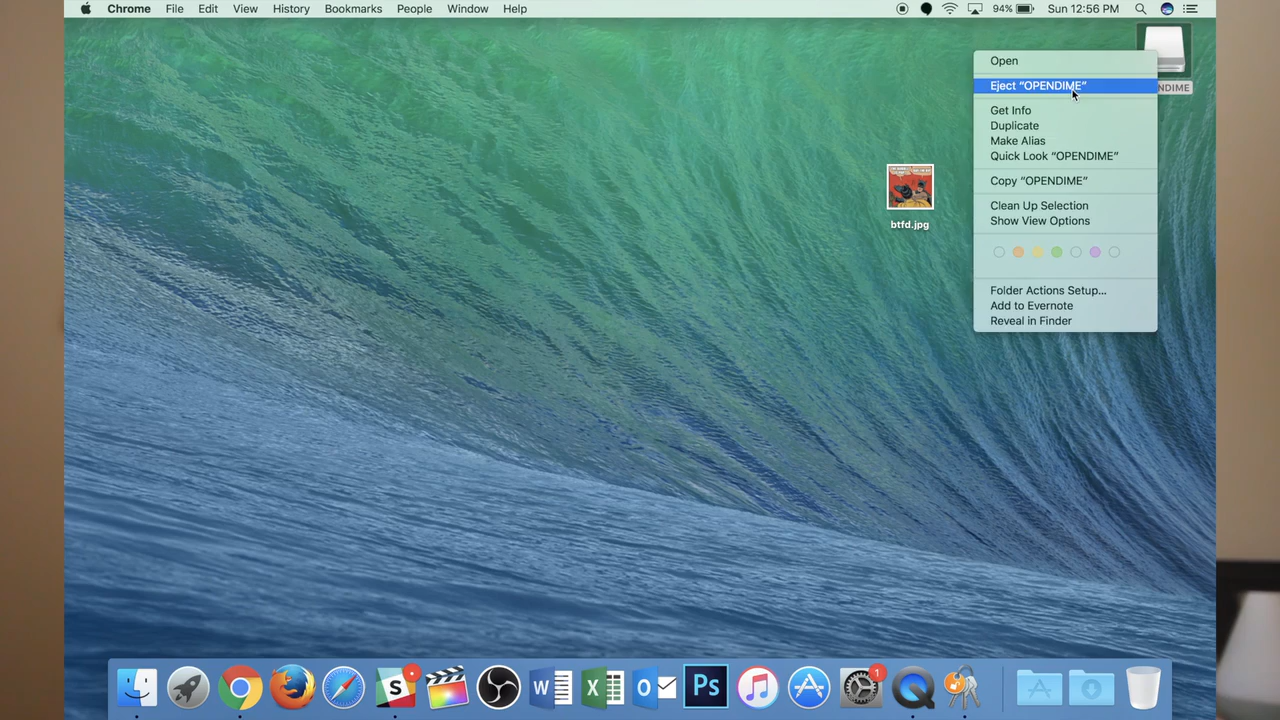 Chrome File Edit View History Bookmarks People Window Help 94% Sun 12:56 PM
Open
Eject “OPENDIME”
NDIME
Get Info
Duplicate
Make Alias
Quick Look “OPENDIME”
Copy “OPENDIME”
Clean Up Selection
Show View Options
btfd.jpg
Folder Actions Setup...
Add to Evernote
Reveal in Finder
S W X O Ps 1